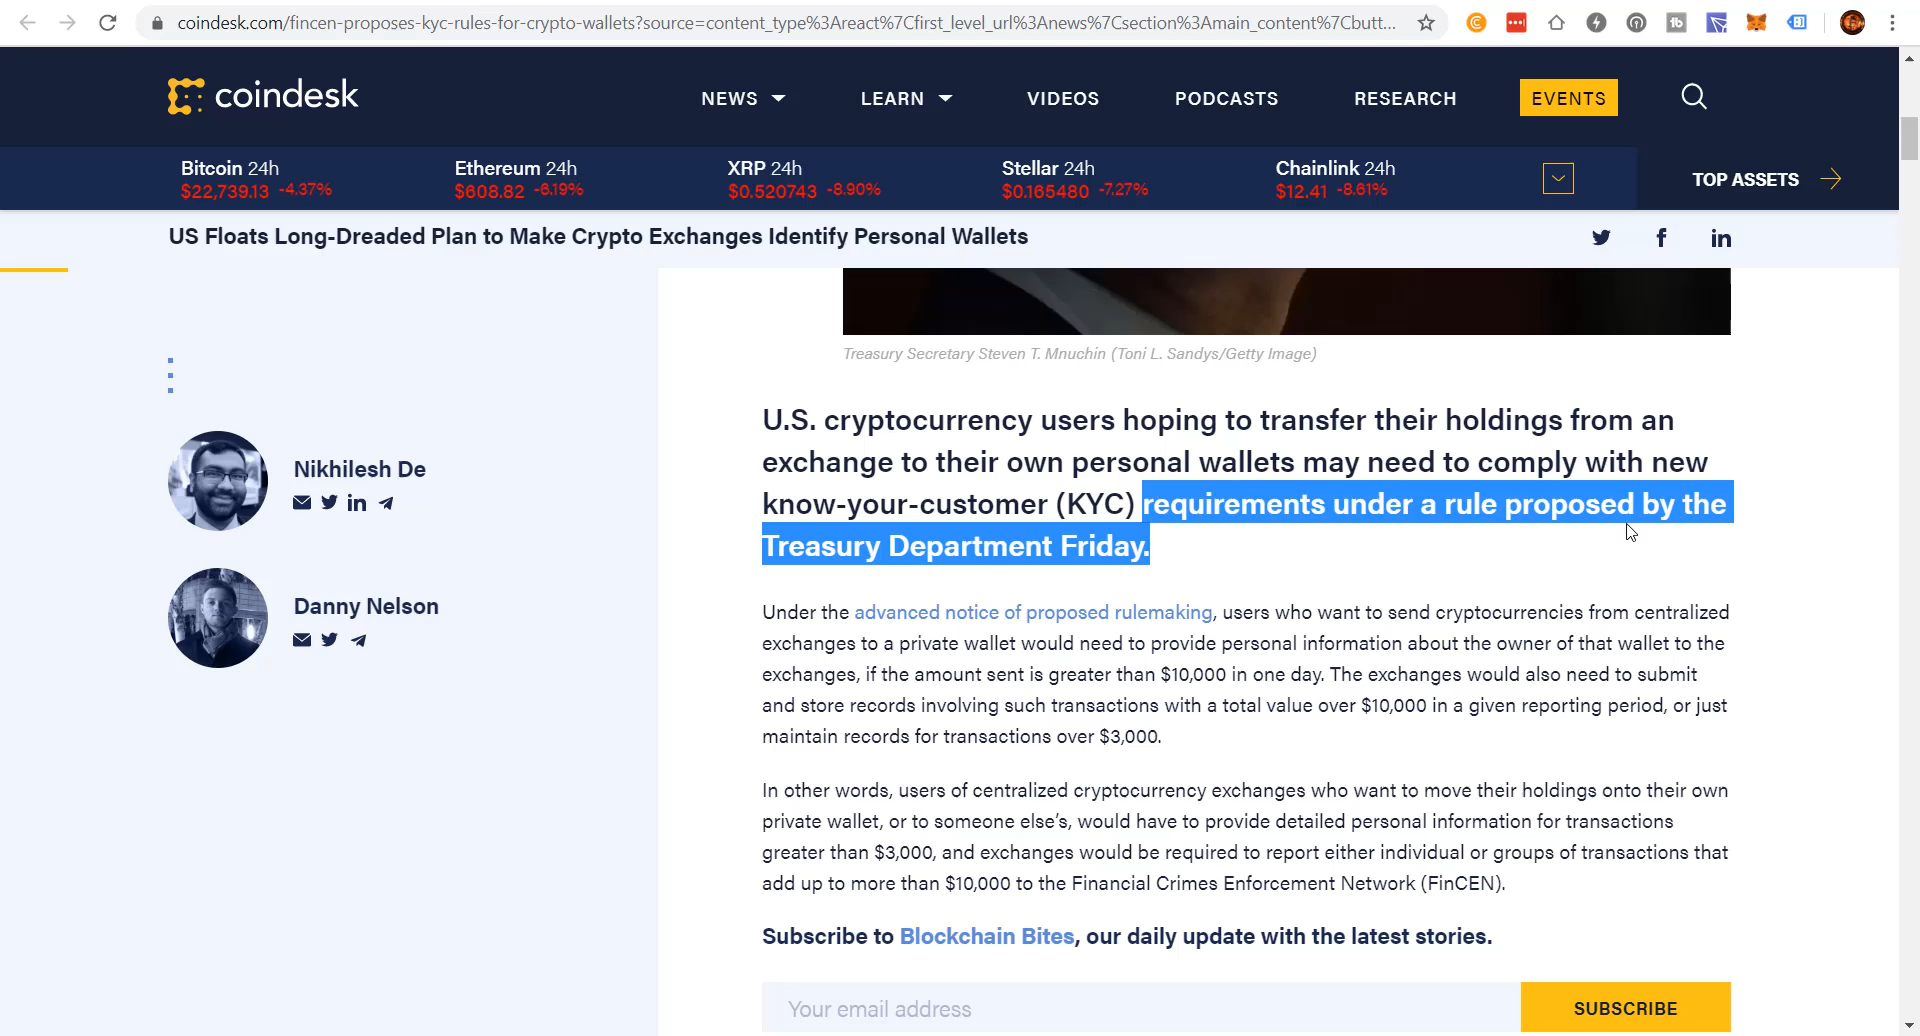 coindesk.com/fincen-proposes-kyc-rules-for-crypto-wallets?source=content_type%3Areact%7Cfirst_level_url%3Anews%7Csection%3Amain_content%7Cbutt...
coindesk
NEWS
LEARN
VIDEOS
PODCASTS
RESEARCH
EVENTS
Bitcoin 24h
$22,739.13 -4.37%
Ethereum 24h
$608.82 -6.19%
XRP 24h
$0.520743 -8.90%
Stellar 24h
$0.165480 -7.27%
Chainlink 24h
$12.41 -8.61%
TOP ASSETS
US Floats Long-Dreaded Plan to Make Crypto Exchanges Identify Personal Wallets
Treasury Secretary Steven T. Mnuchin (Toni L. Sandys/Getty Image)
Nikhilesh De
Danny Nelson
U.S. cryptocurrency users hoping to transfer their holdings from an
exchange to their own personal wallets may need to comply with new
know-your-customer (KYC) requirements under a rule proposed by the
Treasury Department Friday.
Under the advanced notice of proposed rulemaking, users who want to send cryptocurrencies from centralized
exchanges to a private wallet would need to provide personal information about the owner of that wallet to the
exchanges, if the amount sent is greater than $10,000 in one day. The exchanges would also need to submit
and store records involving such transactions with a total value over $10,000 in a given reporting period, or just
maintain records for transactions over $3,000.
In other words, users of centralized cryptocurrency exchanges who want to move their holdings onto their own
private wallet, or to someone else's, would have to provide detailed personal information for transactions
greater than $3,000, and exchanges would be required to report either individual or groups of transactions that
add up to more than $10,000 to the Financial Crimes Enforcement Network (FinCEN).
Subscribe to Blockchain Bites, our daily update with the latest stories.
Your email address
SUBSCRIBE